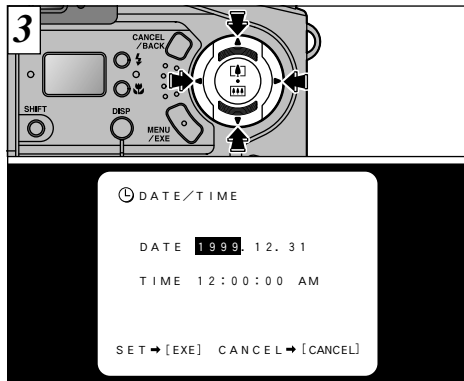 3
CANCEL
/BACK
SHIFT
DISP
MENU
/EXE
DATE/TIME
DATE 1999. 12. 31
TIME 12:00:00 AM
SET➡[EXE] CANCEL➡[CANCEL]